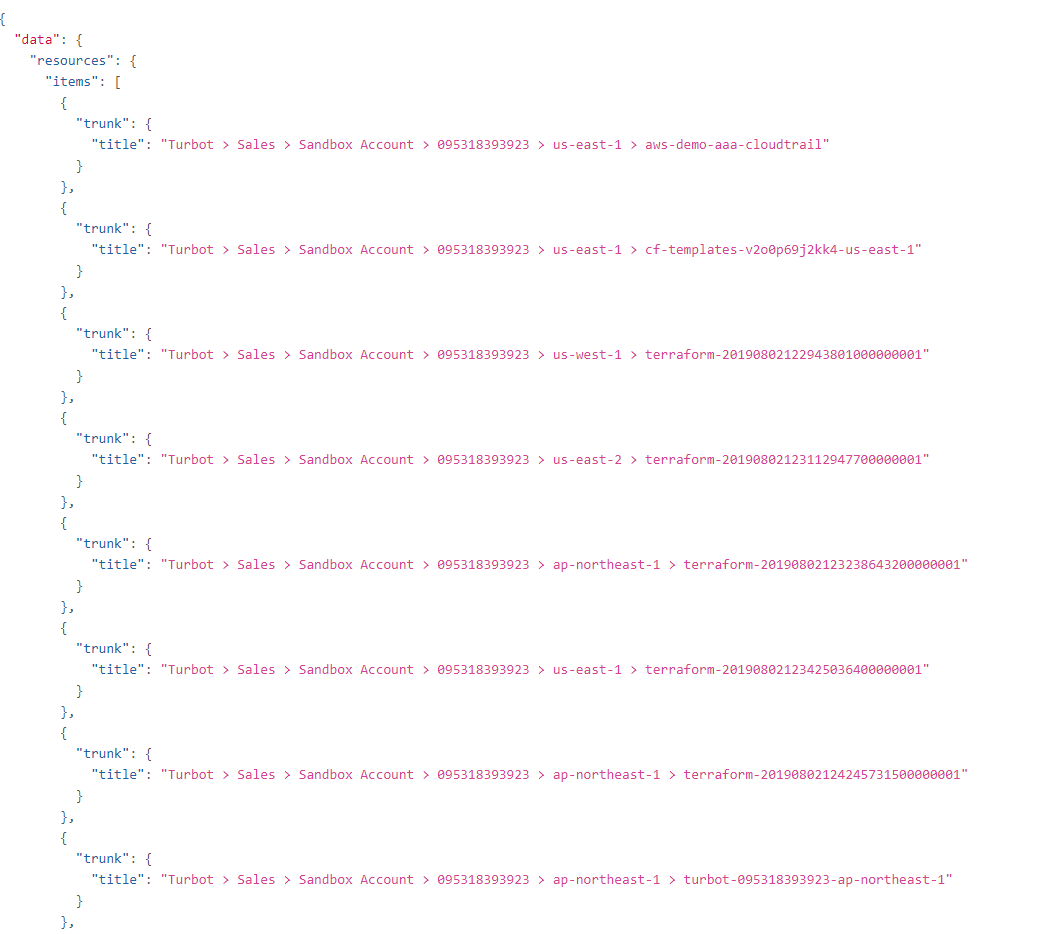 {
"data": {
"resources": {
"items": [
{
"trunk": {
"title": "Turbot > Sales > Sandbox Account > 095318393923 > us-east-1 > aws-demo-aaa-cloudtrail"
}
},
{
"trunk": {
"title": "Turbot > Sales > Sandbox Account > 095318393923 > us-east-1 > cf-templates-v2o0p69j2kk4-us-east-1"
}
},
{
"trunk": {
"title": "Turbot > Sales > Sandbox Account > 095318393923 > us-west-1 > terraform-20190802122943801000000001"
}
},
{
"trunk": {
"title": "Turbot > Sales > Sandbox Account > 095318393923 > us-east-2 > terraform-20190802123112947700000001"
}
},
{
"trunk": {
"title": "Turbot > Sales > Sandbox Account > 095318393923 > ap-northeast-1 > terraform-20190802123238643200000001"
}
},
{
"trunk": {
"title": "Turbot > Sales > Sandbox Account > 095318393923 > us-east-1 > terraform-20190802123425036400000001"
}
},
{
"trunk": {
"title": "Turbot > Sales > Sandbox Account > 095318393923 > ap-northeast-1 > terraform-20190802124245731500000001"
}
},
{
"trunk": {
"title": "Turbot > Sales > Sandbox Account > 095318393923 > ap-northeast-1 > turbot-095318393923-ap-northeast-1"
}
},